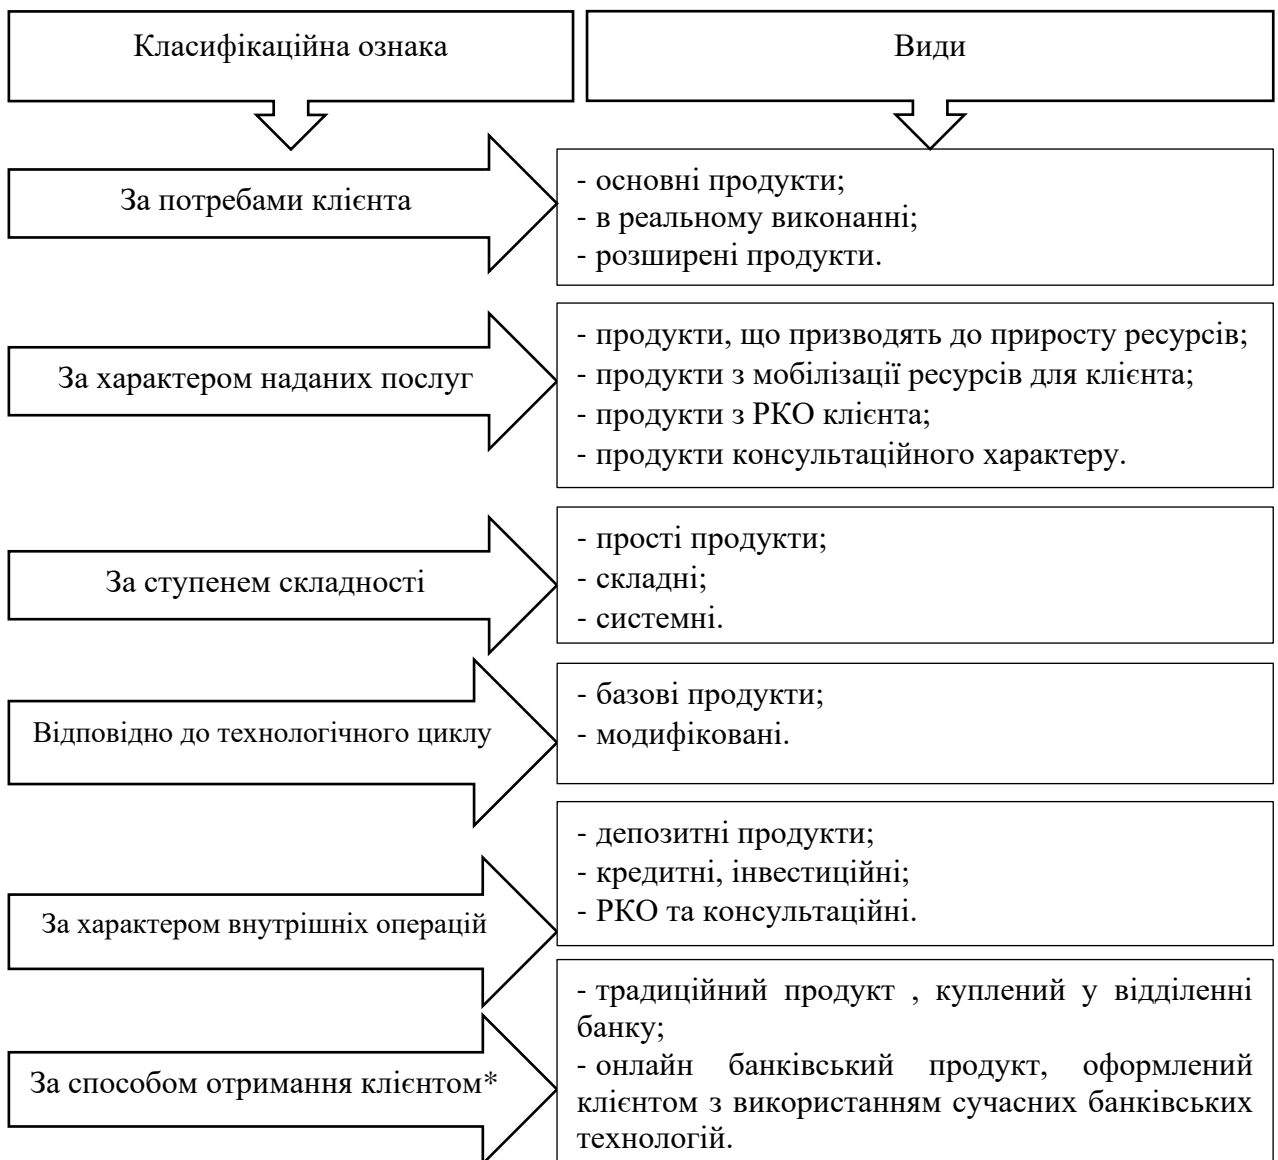 Класифікаційна ознака
Види
За потребами клієнта
- основні продукти;
- в реальному виконанні;
- розширені продукти.
За характером наданих послуг
- продукти, що призводять до приросту ресурсів;
- продукти з мобілізації ресурсів для клієнта;
- продукти з РКО клієнта;
- продукти консультаційного характеру.
За ступенем складності
- прості продукти;
- складні;
- системні.
Відповідно до технологічного циклу
- базові продукти;
- модифіковані.
За характером внутрішніх операцій
- депозитні продукти;
- кредитні, інвестиційні;
- РКО та консультаційні.
За способом отримання клієнтом*
- традиційний продукт , куплений у відділенні
банку;
- онлайн банківський продукт, оформлений
клієнтом з використанням сучасних банківських
технологій.